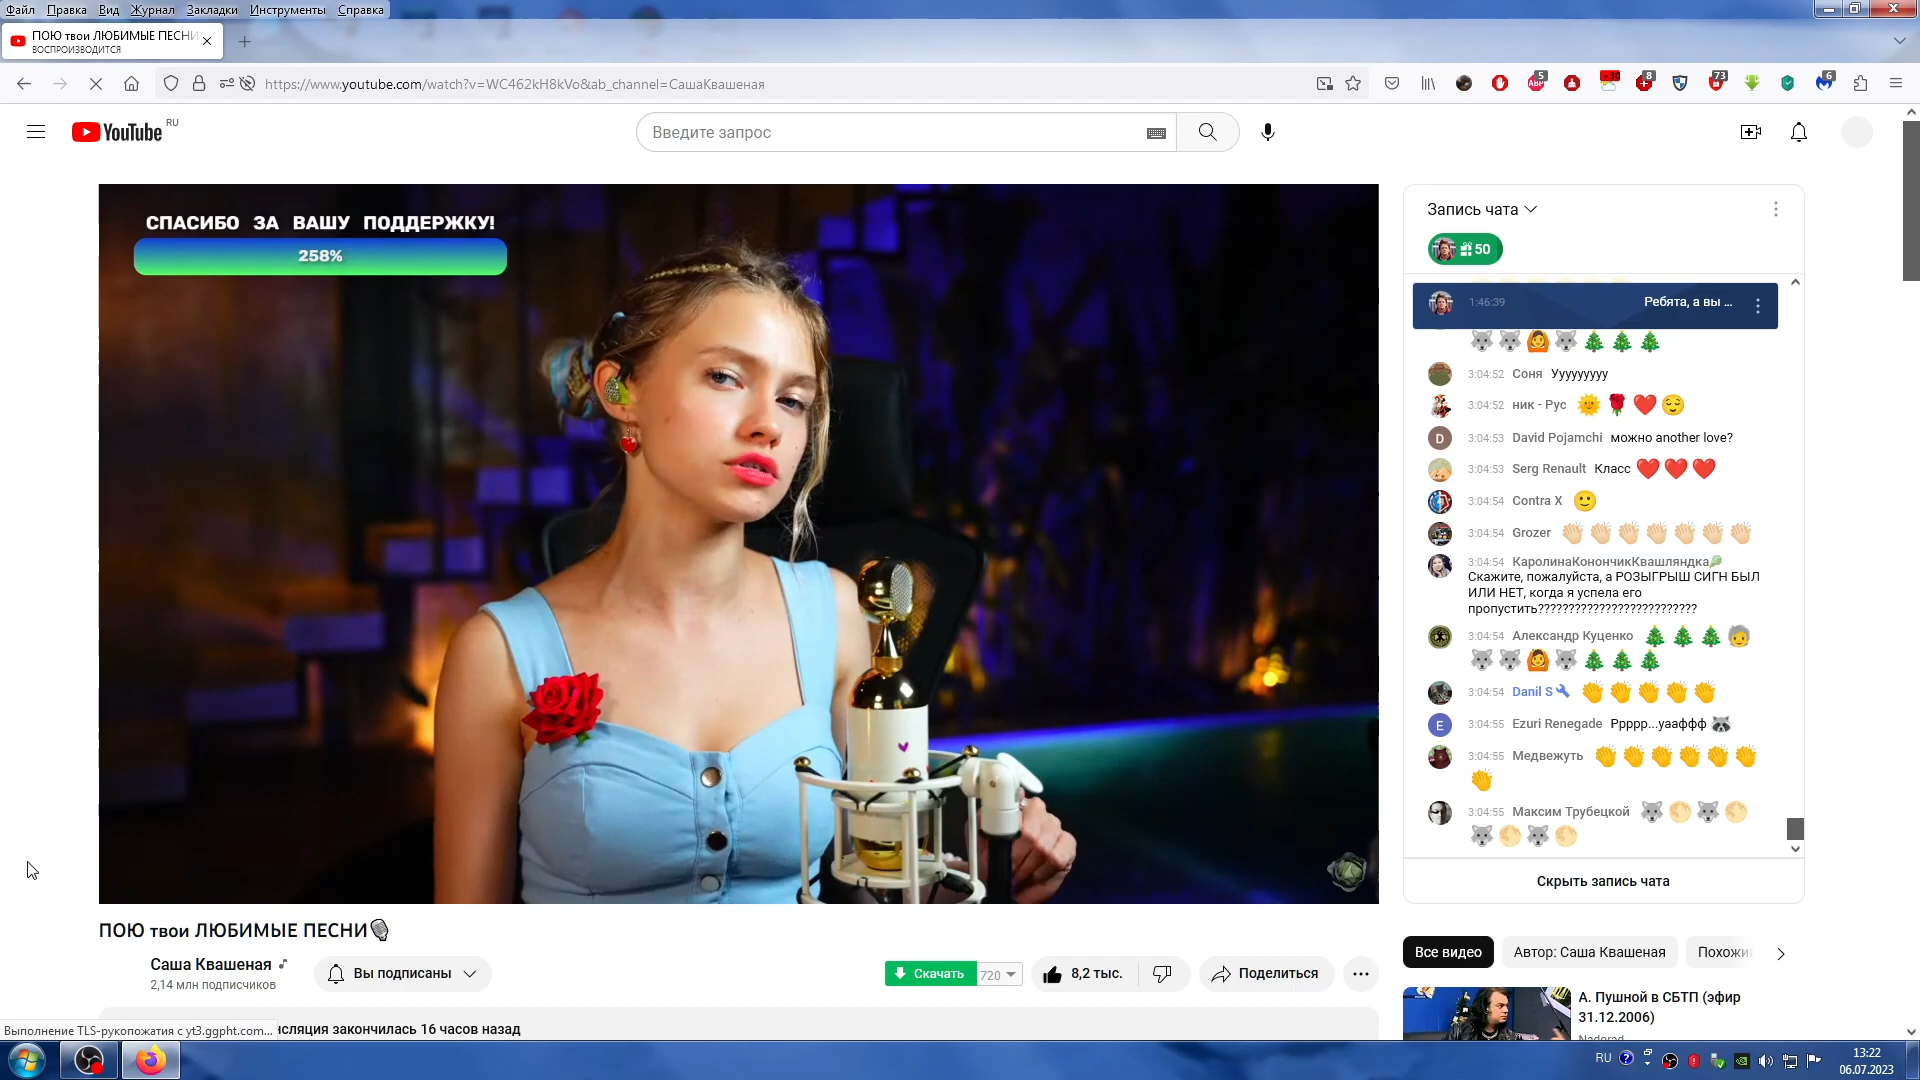 Файл Правка Вид Журнал Закладки Инструменты Справка
ПОЮ твои ЛЮБИМЫЕ ПЕСНИ
ВОСПРОИЗВОДИТСЯ
https://www.youtube.com/watch?v=WC462kH8kVo&ab_channel=СашаКвашеная
5
8
73
6
YouTube RU
Введите запрос
СПАСИБО ЗА ВАШУ ПОДДЕРЖКУ!
258%
Запись чата
50
1:46:39 Ребята, а вы ...
3:04:52 Соня Ууууууууу
3:04:52 ник - Рус
D 3:04:53 David Pojamchi можно another love?
3:04:53 Serg Renault Класс
3:04:54 Contra X
3:04:54 Grozer
3:04:54 КаролинаКонончикКвашляндка
Скажите, пожалуйста, а РОЗЫГРЫШ СИГН БЫЛ
ИЛИ НЕТ, когда я успела его
пропустить??????????????????????????
3:04:54 Александр Куценко
3:04:54 Danil S
E 3:04:55 Ezuri Renegade Ррррр...уааффф
3:04:55 Медвежуть
3:04:55 Максим Трубецкой
Скрыть запись чата
ПОЮ твои ЛЮБИМЫЕ ПЕСНИ
Саша Квашеная
2,14 млн подписчиков
Вы подписаны
Скачать 720
8,2 тыс.
Поделиться
Все видео Автор: Саша Квашеная Похожи
А. Пушной в СБТП (эфир
31.12.2006)
Выполнение TLS-рукопожатия с yt3.ggpht.com...
нсляция закончилась 16 часов назад
RU
13:22
06.07.2023